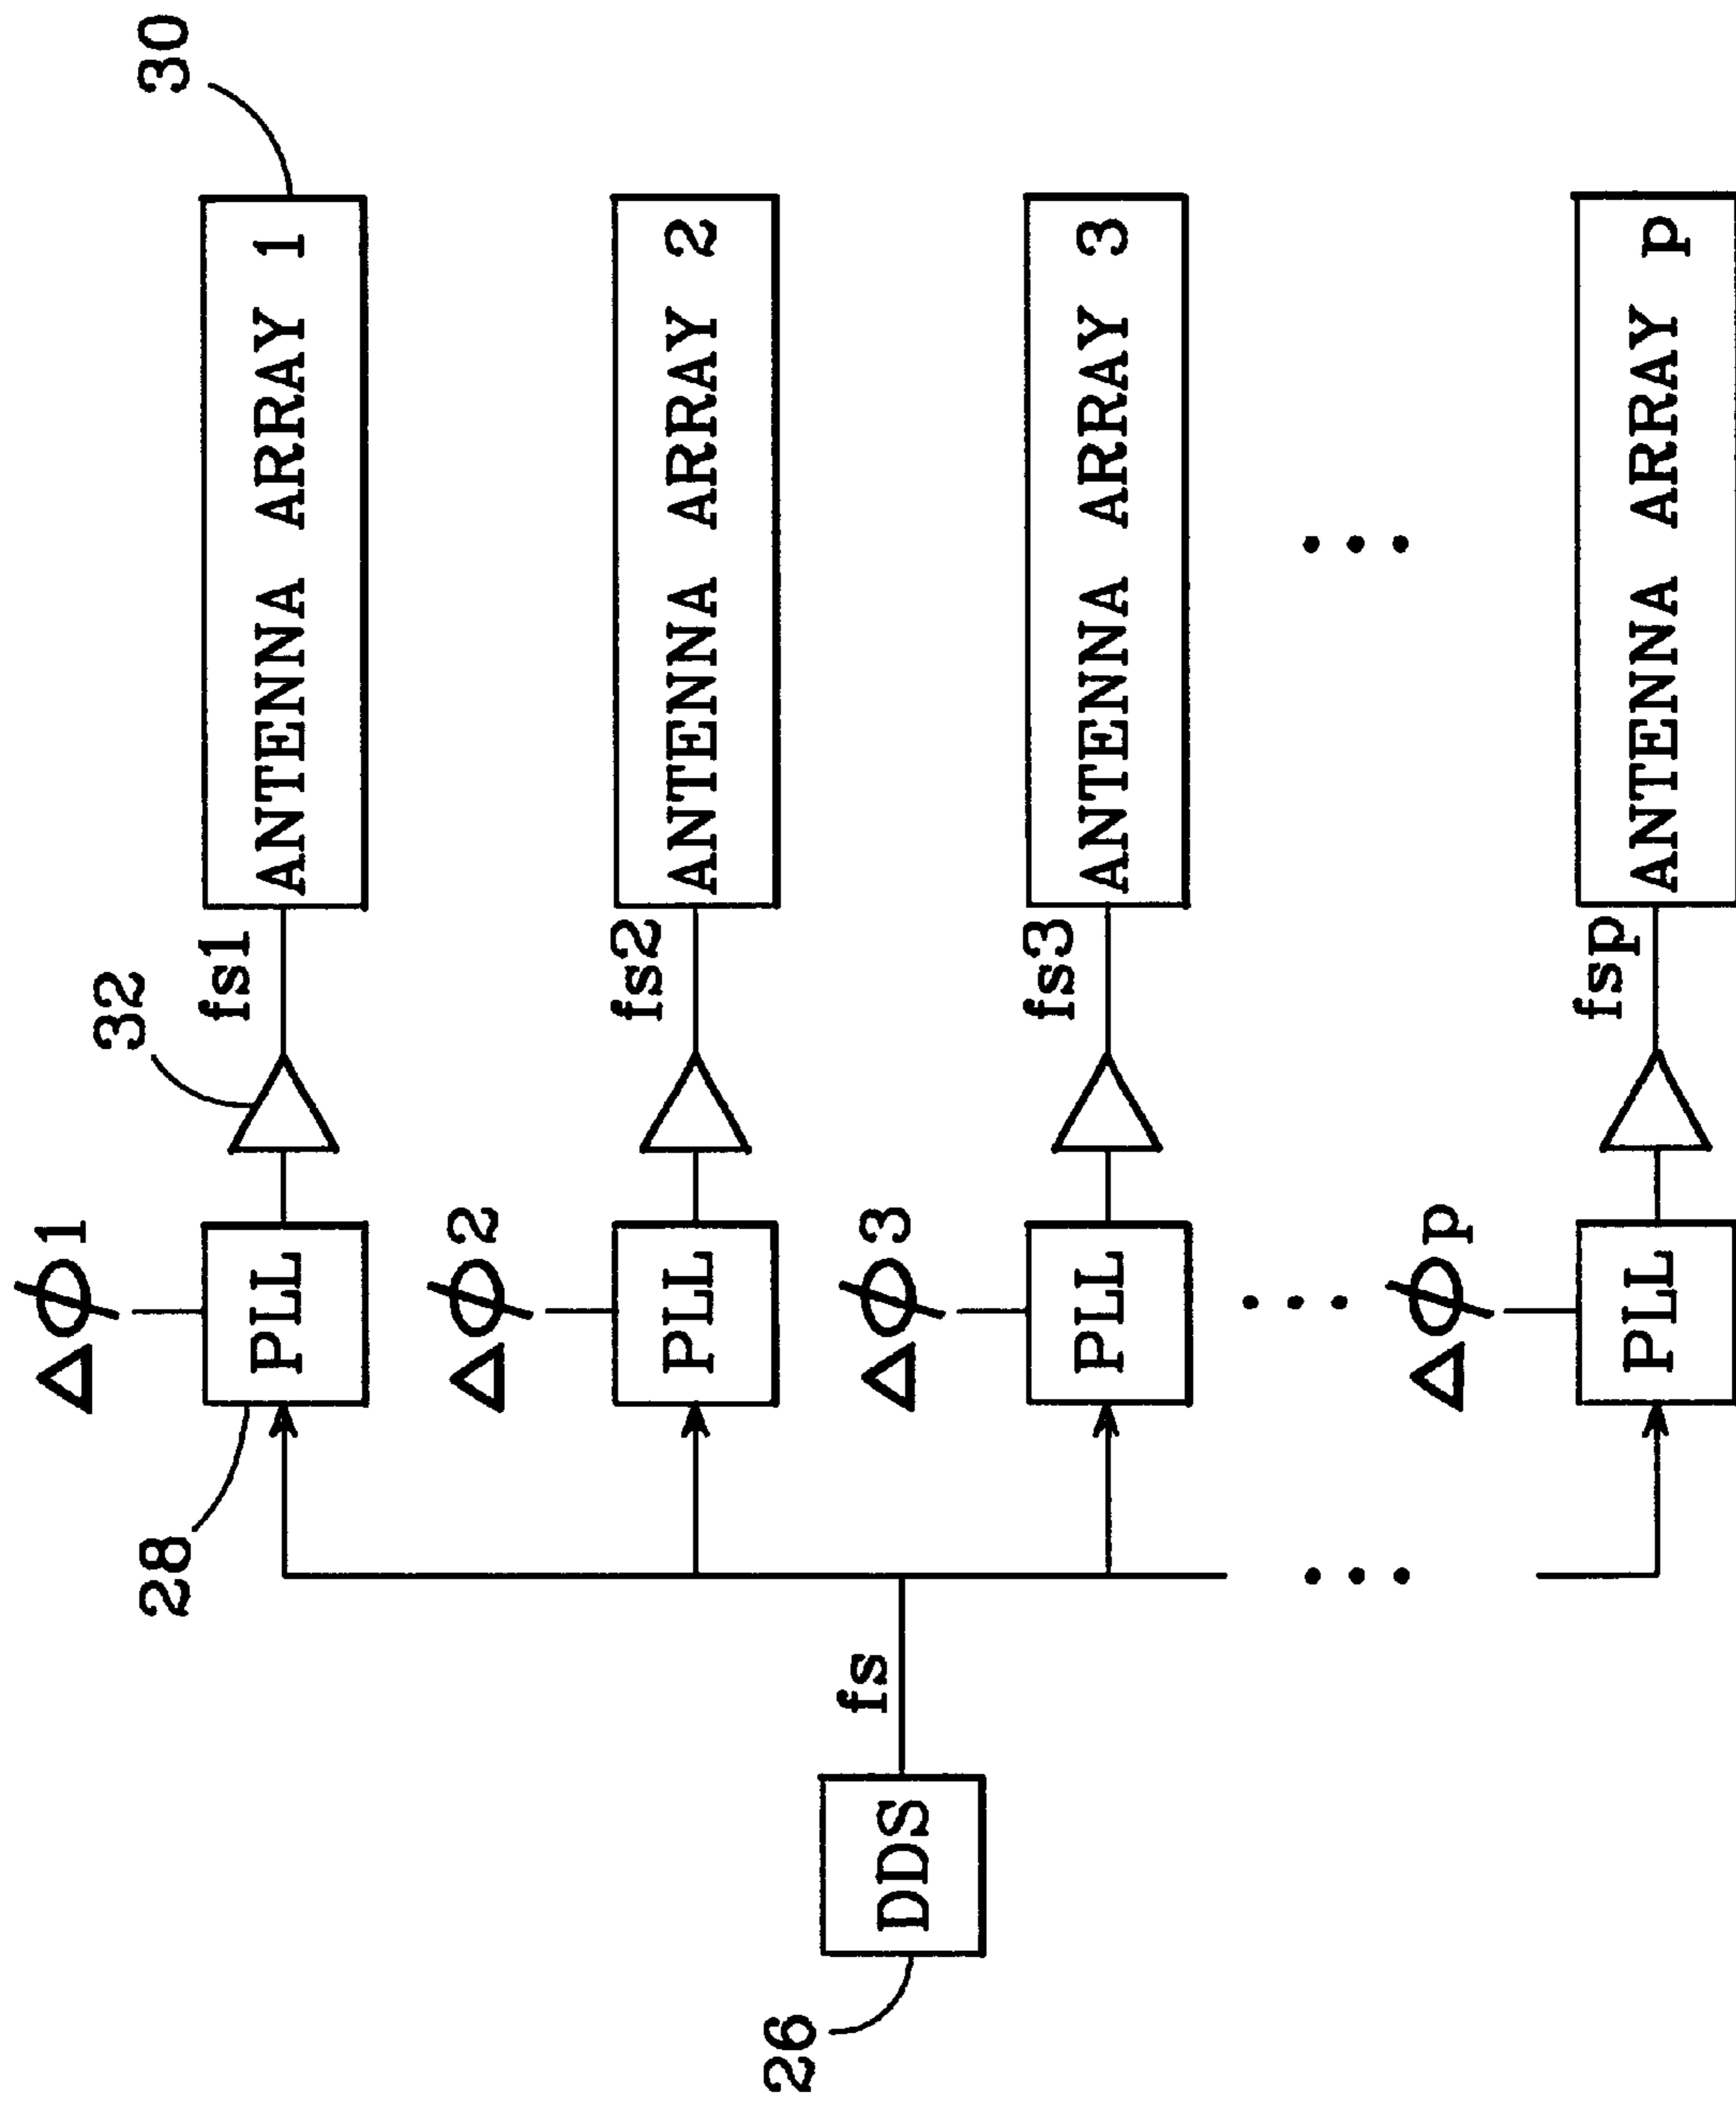 30
ANTENNA ARRAY 1
fs1
32
Δϕ1
PLL
28
ANTENNA ARRAY 2
fs2
Δϕ2
PLL
ANTENNA ARRAY 3
fs3
Δϕ3
PLL
ANTENNA ARRAY p
fsp
Δϕp
PLL
fs
DDS
26